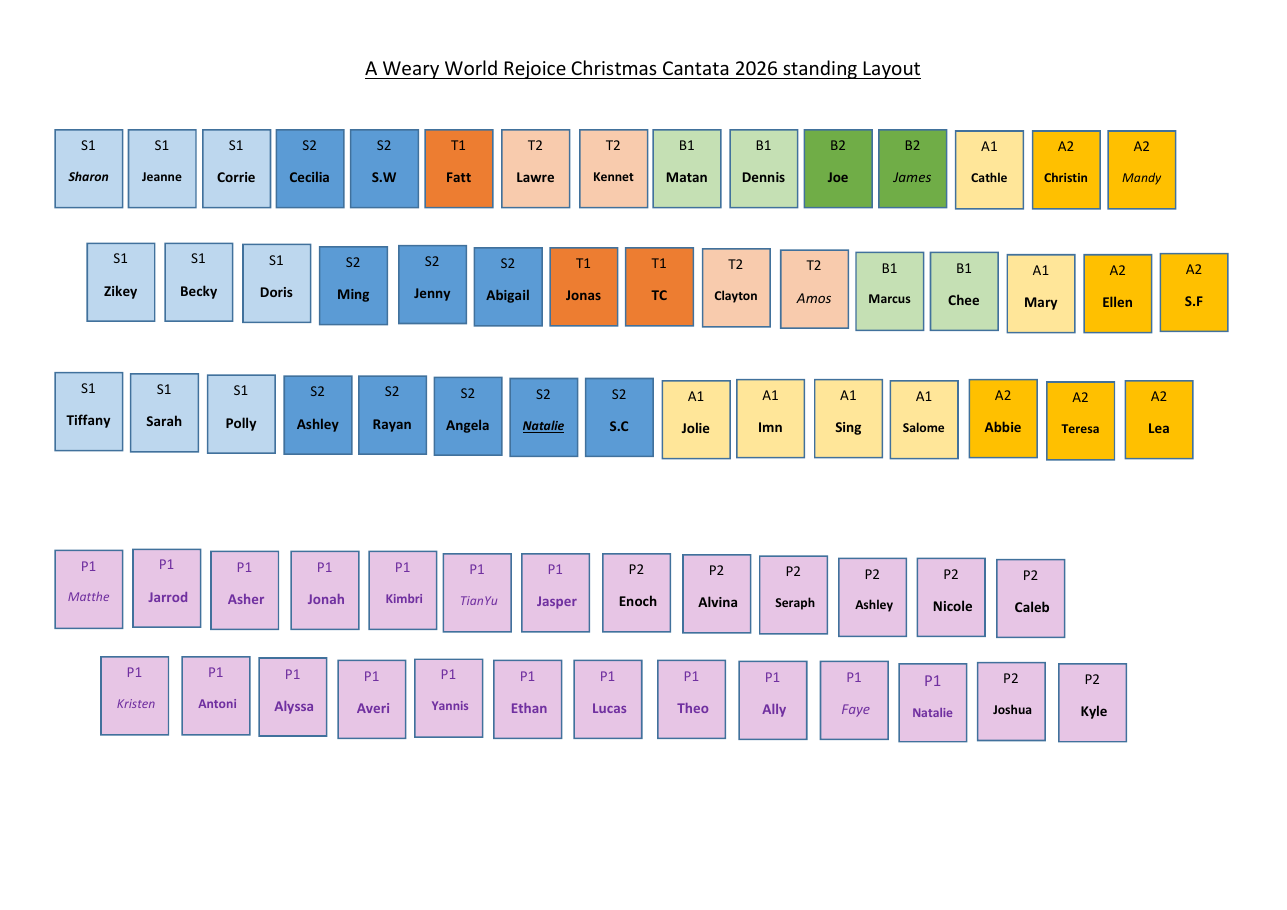 A Weary World Rejoice Christmas Cantata 2026 standing Layout
S1 S1 S1 S2 S2 T1 T2 T2 B1 B1 B2 B2 A1 A2 A2
Sharon Jeanne Corrie Cecilia S.W Fatt Lawre Kennet Matan Dennis Joe James Cathle Christin Mandy
S1 S1 S1 S2 S2 S2 T1 T1 T2 T2 B1 B1 A1 A2 A2
Zikey Becky Doris Ming Jenny Abigail Jonas TC Clayton Amos Marcus Chee Mary Ellen S.F
S1 S1 S1 S2 S2 S2 S2 S2 A1 A1 A1 A1 A2 A2 A2
Tiffany Sarah Polly Ashley Rayan Angela Natalie S.C Jolie Imn Sing Salome Abbie Teresa Lea
P1 P1 P1 P1 P1 P1 P1 P2 P2 P2 P2 P2 P2
Matthe Jarrod Asher Jonah Kimbri TianYu Jasper Enoch Alvina Seraph Ashley Nicole Caleb
P1 P1 P1 P1 P1 P1 P1 P1 P1 P1 P1 P2 P2
Kristen Antoni Alyssa Averi Yannis Ethan Lucas Theo Ally Faye Natalie Joshua Kyle